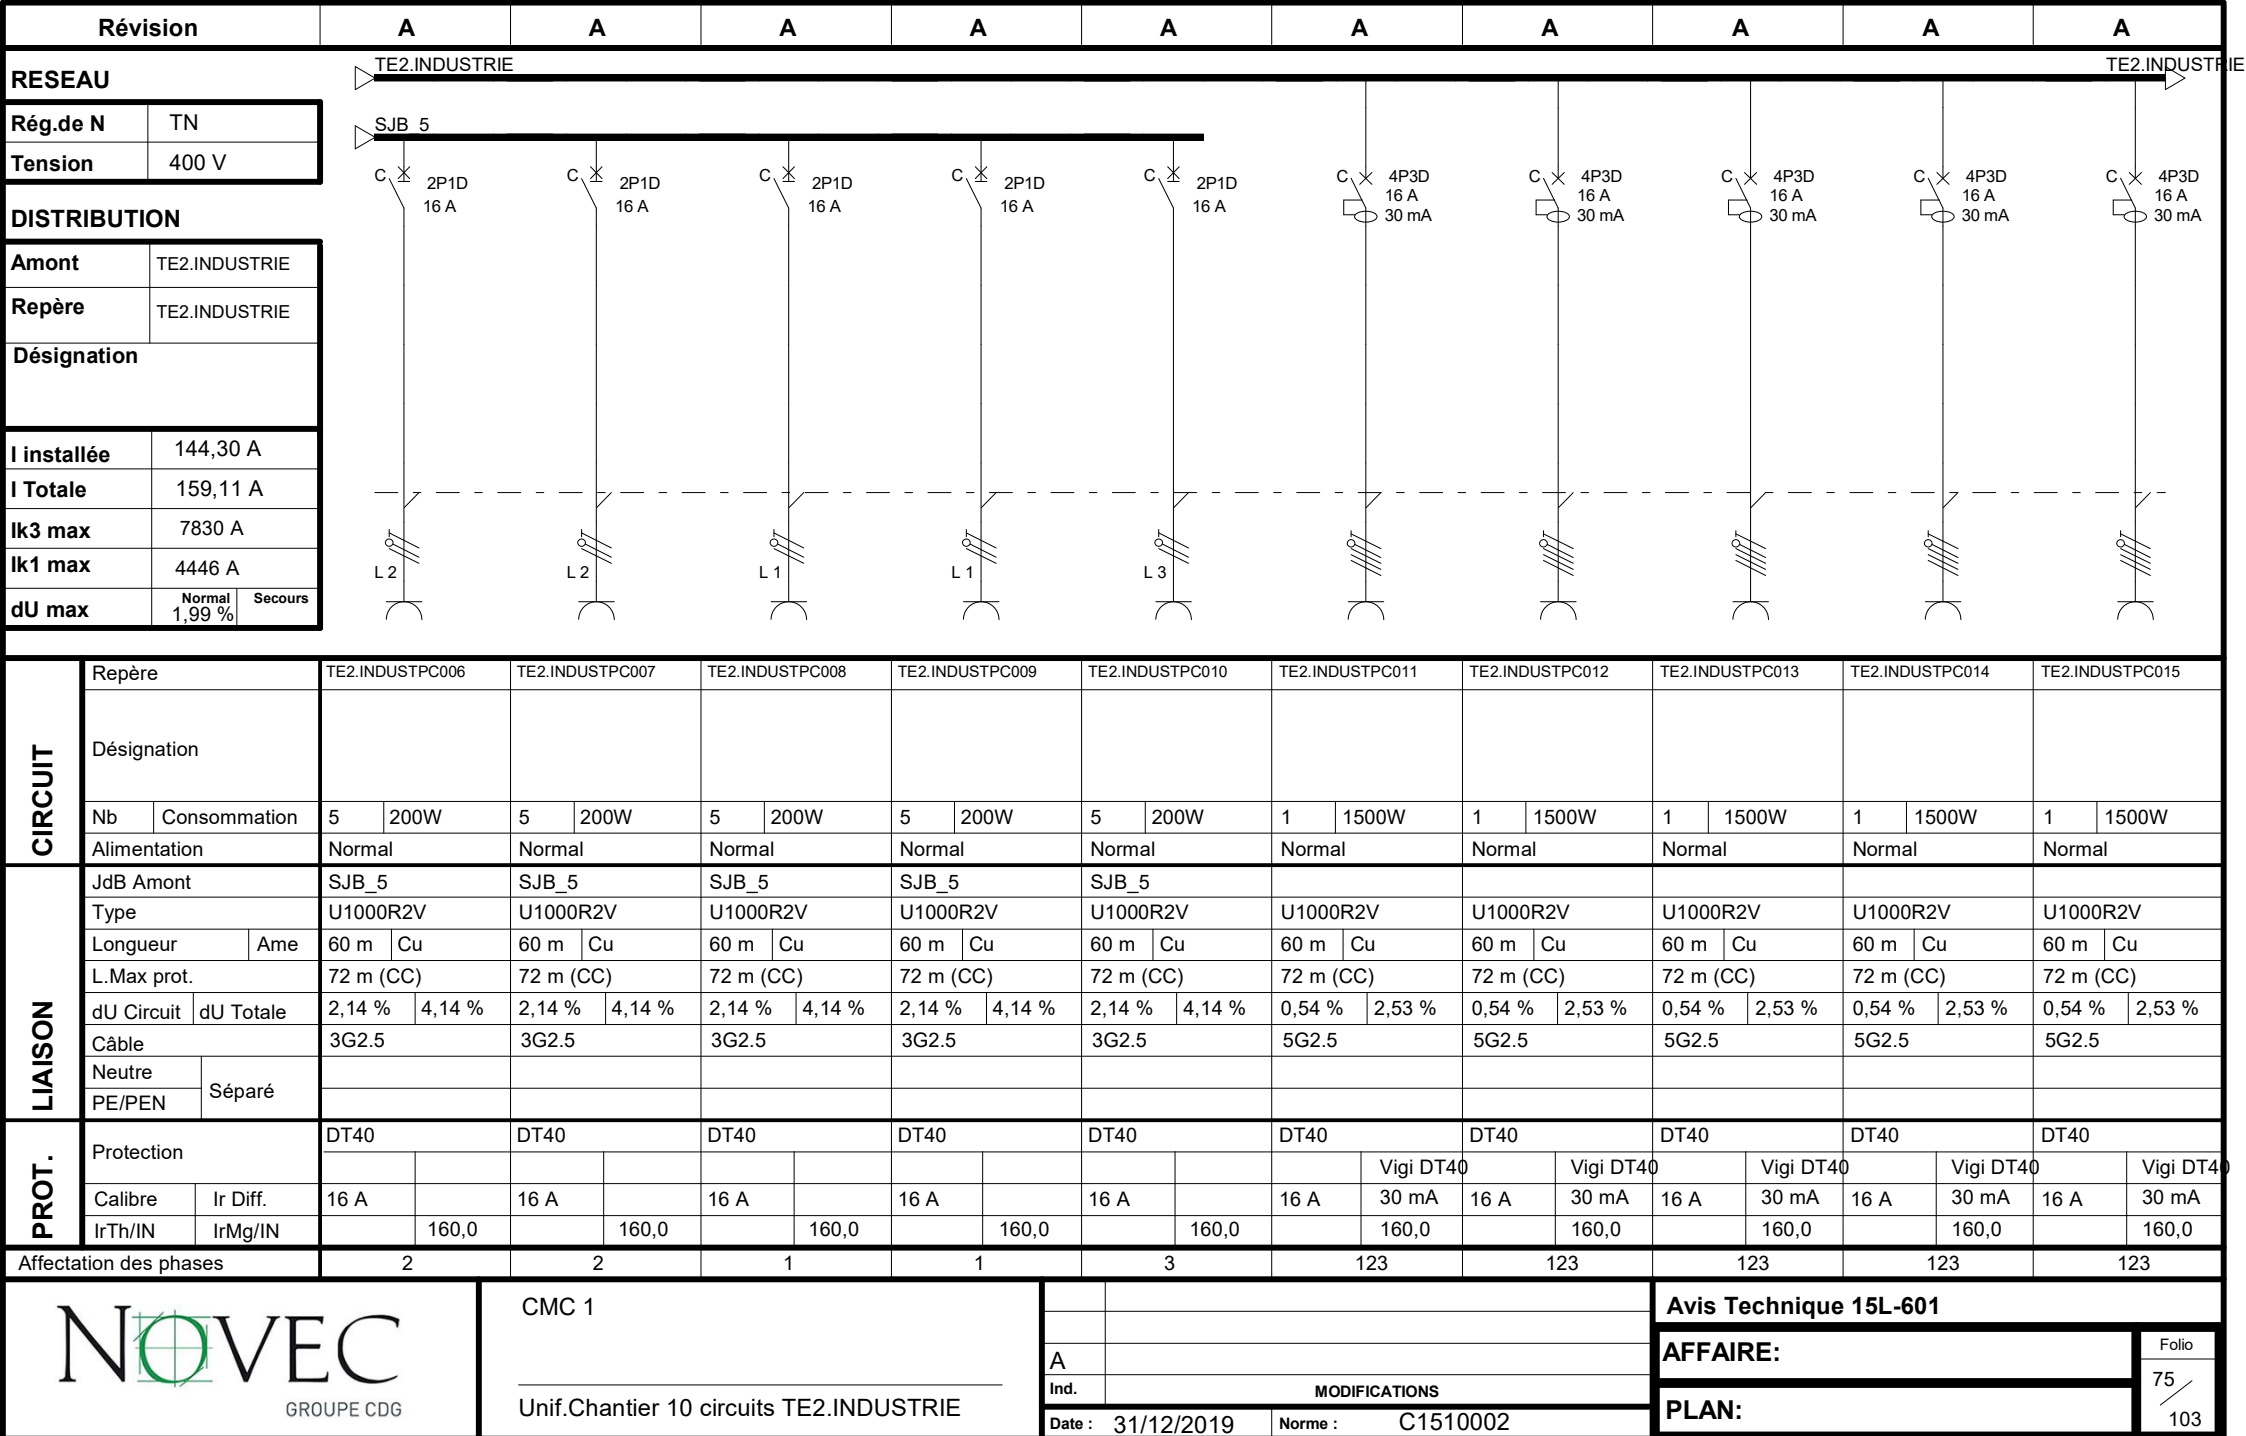 Révision A A A A A A A A A A
RESEAU
TE2.INDUSTRIE TE2.INDUSTRIE
Rég.de N TN
SJB_5
Tension 400 V
C 2P1D C 2P1D C 2P1D C 2P1D C 2P1D C 4P3D C 4P3D C 4P3D C 4P3D C 4P3D
16 A 16 A 16 A 16 A 16 A 16 A 16 A 16 A 16 A 16 A
30 mA 30 mA 30 mA 30 mA 30 mA
DISTRIBUTION
Amont TE2.INDUSTRIE
Repère TE2.INDUSTRIE
Désignation
I installée 144,30 A
I Totale 159,11 A
Ik3 max 7830 A
Ik1 max 4446 A
L 2 L 2 L 1 L 1 L 3
dU max Normal Secours
1,99 %
CIRCUIT
Repère TE2.INDUSTPC006 TE2.INDUSTPC007 TE2.INDUSTPC008 TE2.INDUSTPC009 TE2.INDUSTPC010 TE2.INDUSTPC011 TE2.INDUSTPC012 TE2.INDUSTPC013 TE2.INDUSTPC014 TE2.INDUSTPC015
Désignation
Nb Consommation 5 200W 5 200W 5 200W 5 200W 5 200W 1 1500W 1 1500W 1 1500W 1 1500W 1 1500W
Alimentation Normal Normal Normal Normal Normal Normal Normal Normal Normal Normal
LIAISON
JdB Amont SJB_5 SJB_5 SJB_5 SJB_5 SJB_5
Type U1000R2V U1000R2V U1000R2V U1000R2V U1000R2V U1000R2V U1000R2V U1000R2V U1000R2V U1000R2V
Longueur Ame 60 m Cu 60 m Cu 60 m Cu 60 m Cu 60 m Cu 60 m Cu 60 m Cu 60 m Cu 60 m Cu 60 m Cu
L.Max prot. 72 m (CC) 72 m (CC) 72 m (CC) 72 m (CC) 72 m (CC) 72 m (CC) 72 m (CC) 72 m (CC) 72 m (CC) 72 m (CC)
dU Circuit dU Totale 2,14 % 4,14 % 2,14 % 4,14 % 2,14 % 4,14 % 2,14 % 4,14 % 2,14 % 4,14 % 0,54 % 2,53 % 0,54 % 2,53 % 0,54 % 2,53 % 0,54 % 2,53 % 0,54 % 2,53 %
Câble 3G2.5 3G2.5 3G2.5 3G2.5 3G2.5 5G2.5 5G2.5 5G2.5 5G2.5 5G2.5
Neutre
Séparé
PE/PEN
PROT.
Protection DT40 DT40 DT40 DT40 DT40 DT40 DT40 DT40 DT40 DT40
Vigi DT40 Vigi DT40 Vigi DT40 Vigi DT40 Vigi DT40
Calibre Ir Diff. 16 A 16 A 16 A 16 A 16 A 16 A 30 mA 16 A 30 mA 16 A 30 mA 16 A 30 mA 16 A 30 mA
IrTh/IN IrMg/IN 160,0 160,0 160,0 160,0 160,0 160,0 160,0 160,0 160,0 160,0
Affectation des phases 2 2 1 1 3 123 123 123 123 123
NOVEC
GROUPE CDG
CMC 1
Unif.Chantier 10 circuits TE2.INDUSTRIE
A
Ind. MODIFICATIONS
Date : 31/12/2019 Norme : C1510002
Avis Technique 15L-601
AFFAIRE:
PLAN:
Folio
75
103